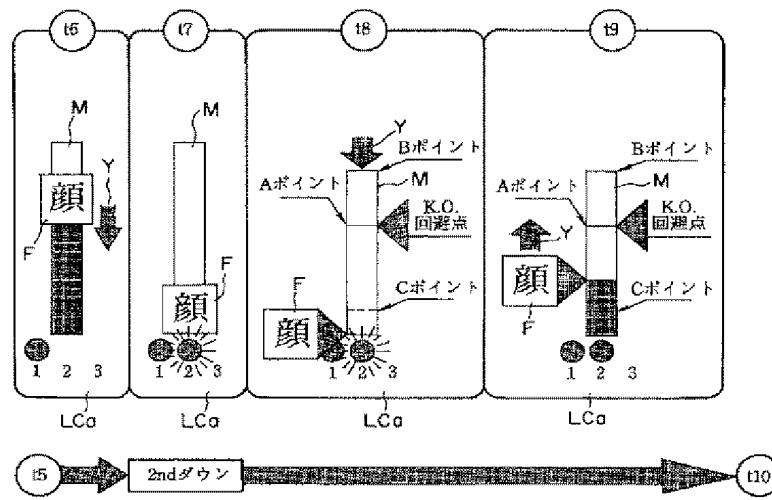 t6
M
Y
顔
F
1 2 3
LCa
t7
M
顔
F
1 2 3
LCa
t8
Y
Bポイント
Aポイント
M
K.O.
回避点
Cポイント
F
顔
1 2 3
LCa
t9
Bポイント
Aポイント
M
K.O.
回避点
Y
顔
F
Cポイント
1 2 3
LCa
t5
2ndダウン
t10